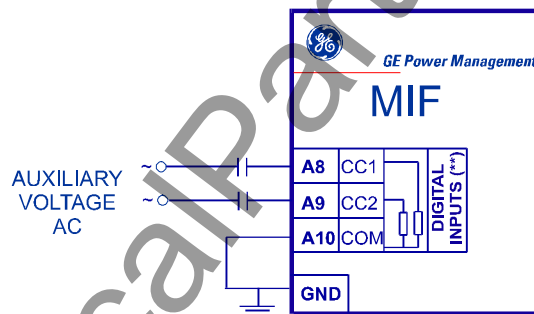 GE Power Management
MIF
AUXILIARY
VOLTAGE
AC
~
~
A8 CC1
A9 CC2
A10 COM
DIGITAL
INPUTS (**)
GND